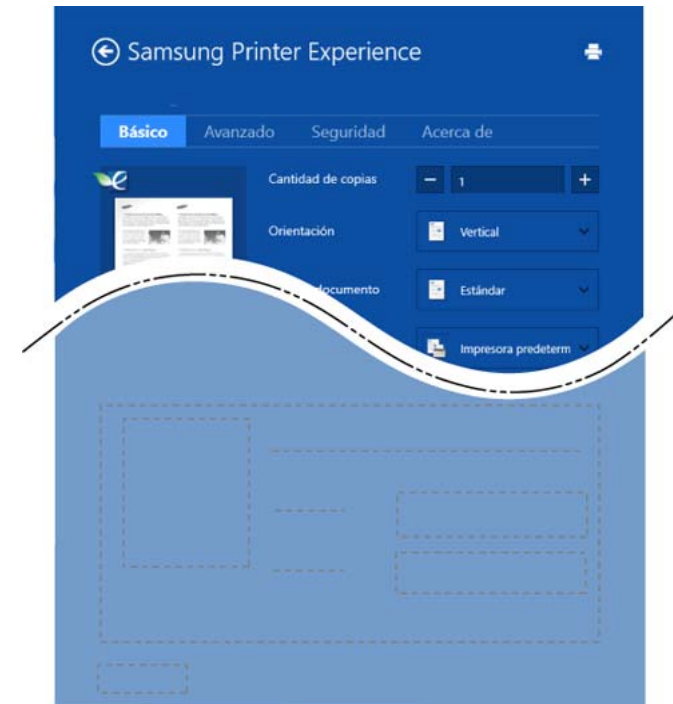 Samsung Printer Experience
Básico Avanzado Seguridad Acerca de
Cantidad de copias 1
Orientación Vertical
documento Estándar
Impresora predeterm